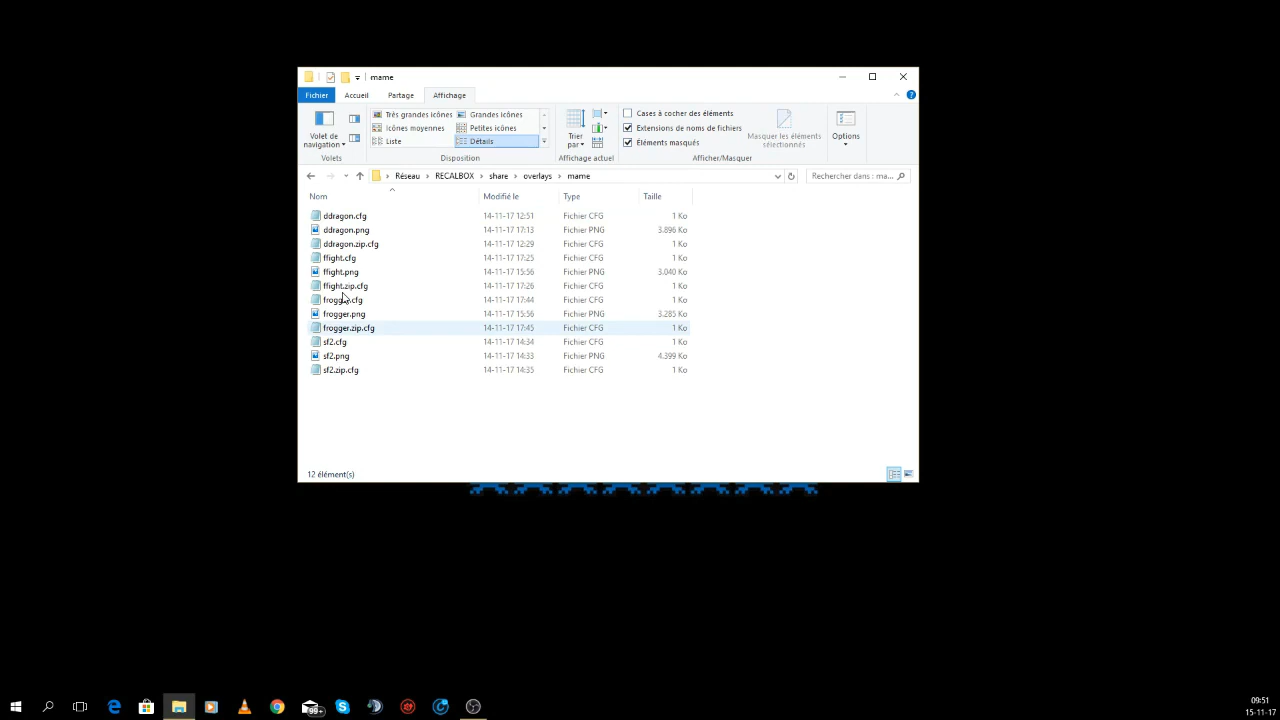 mame
Fichier Accueil Partage Affichage
Volet de navigation
Très grandes icônes Grandes icônes
Icônes moyennes Petites icônes
Liste Détails
Trier par
Cases à cocher des éléments
Extensions de noms de fichiers
Éléments masqués
Masquer les éléments sélectionnés
Options
Volets Disposition Affichage actuel Afficher/Masquer
Réseau RECALBOX share overlays mame Rechercher dans : ma...
Nom Modifié le Type Taille
ddragon.cfg 14-11-17 12:51 Fichier CFG 1 Ko
ddragon.png 14-11-17 17:13 Fichier PNG 3.896 Ko
ddragon.zip.cfg 14-11-17 12:29 Fichier CFG 1 Ko
ffight.cfg 14-11-17 17:25 Fichier CFG 1 Ko
ffight.png 14-11-17 15:56 Fichier PNG 3.040 Ko
ffight.zip.cfg 14-11-17 17:26 Fichier CFG 1 Ko
frogger.cfg 14-11-17 17:44 Fichier CFG 1 Ko
frogger.png 14-11-17 15:56 Fichier PNG 3.285 Ko
frogger.zip.cfg 14-11-17 17:45 Fichier CFG 1 Ko
sf2.cfg 14-11-17 14:34 Fichier CFG 1 Ko
sf2.png 14-11-17 14:33 Fichier PNG 4.399 Ko
sf2.zip.cfg 14-11-17 14:35 Fichier CFG 1 Ko
12 élément(s)
99+
09:51
15-11-17